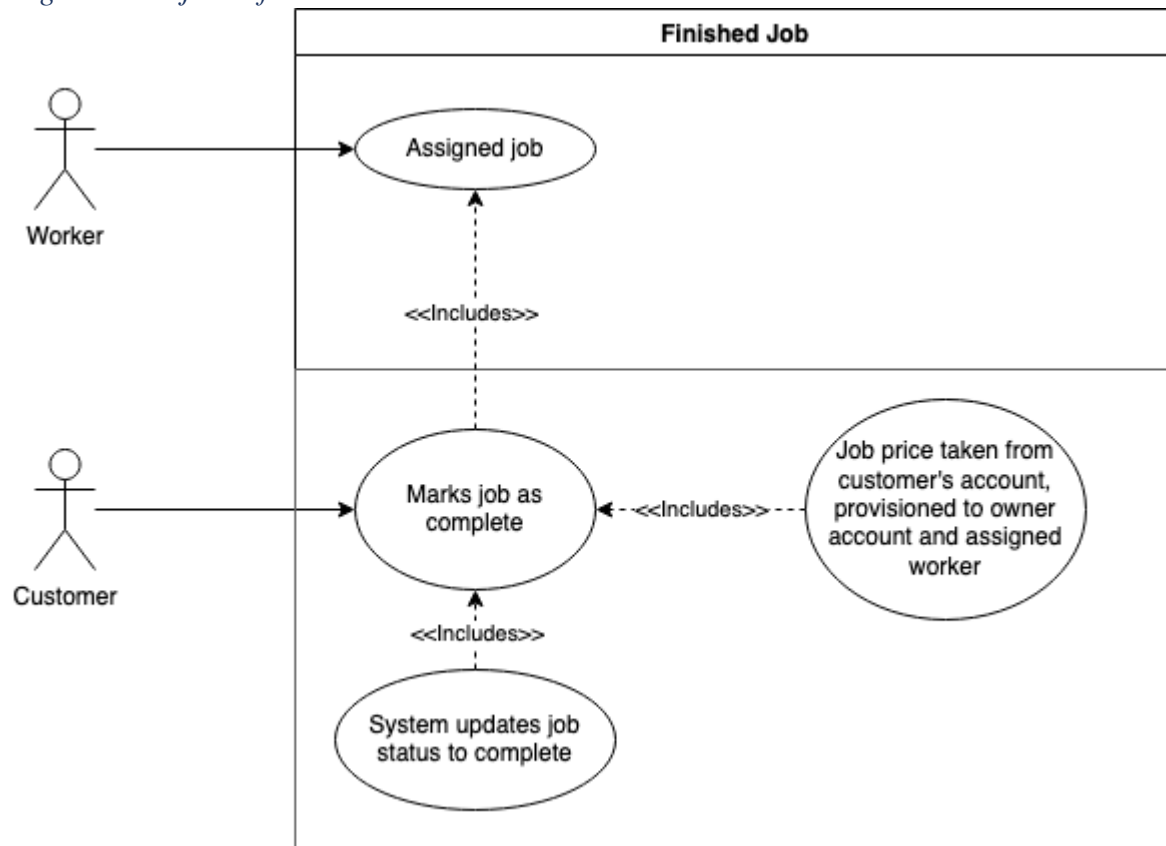 Finished Job
Assigned job
Worker
<<Includes>>
Marks job as
complete
Customer
<<Includes>>
Job price taken from
customer's account,
provisioned to owner
account and assigned
worker
<<Includes>>
System updates job
status to complete